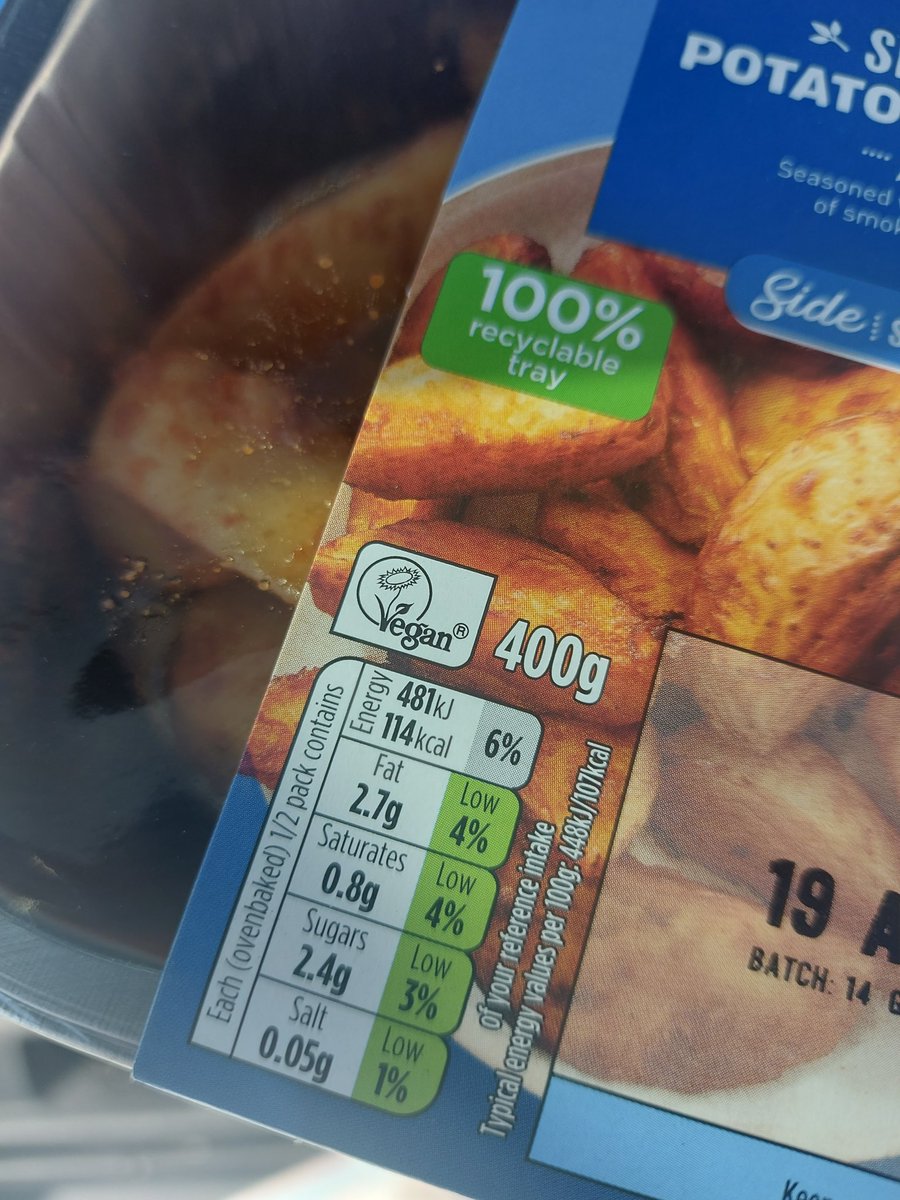 POTATO
Seasoned
of smok
Side
100%
recyclable
tray
Vegan®
400g
Each (ovenbaked) 1/2 pack contains
Energy
481kJ
114kcal
6%
Fat
2.7g
Low
4%
Saturates
0.8g
Low
4%
Sugars
2.4g
Low
3%
Salt
0.05g
Low
1%
of your reference intake
Typical energy values per 100g: 448kJ/107kcal
19 A
BATCH: 14 G